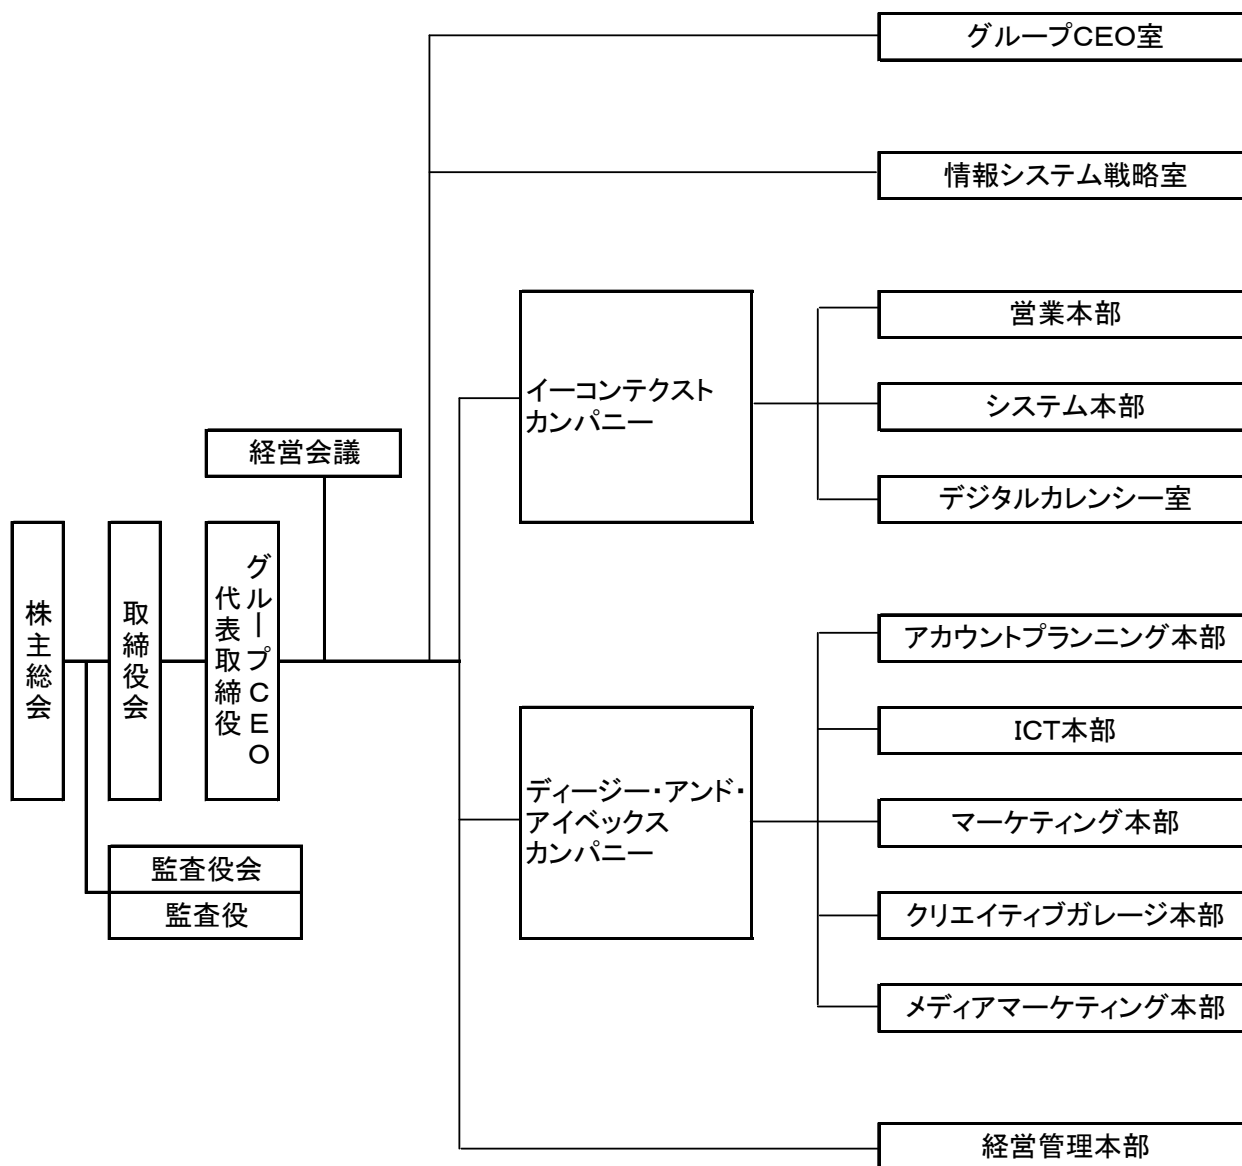 グループCEO室
情報システム戦略室
営業本部
イーコンテクスト
カンパニー
システム本部
経営会議
デジタルカレンシー室
株主総会
取締役会
グループCEO
代表取締役
アカウントプランニング本部
ICT本部
ディージー・アンド・
アイベックス
カンパニー
マーケティング本部
監査役会
監査役
クリエイティブガレージ本部
メディアマーケティング本部
経営管理本部